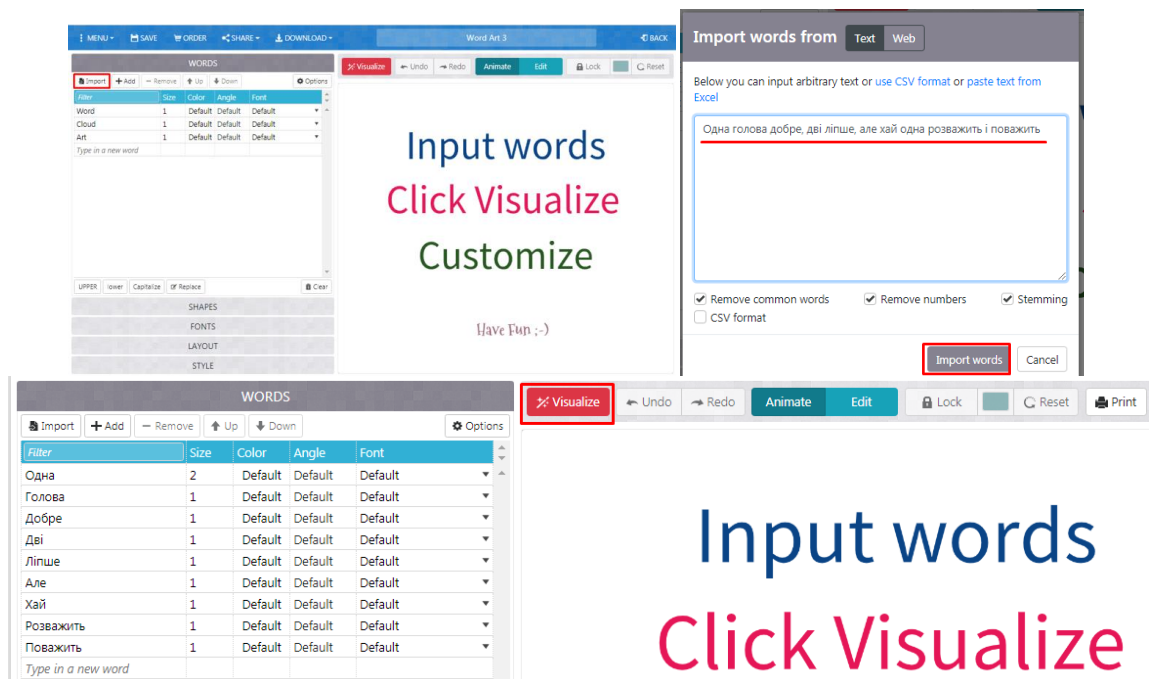 MENU SAVE ORDER SHARE DOWNLOAD Word Art 3 BACK
WORDS
Import Add Remove Up Down Options
Filter Size Color Angle Font
Word 1 Default Default Default
Cloud 1 Default Default Default
Art 1 Default Default Default
Type in a new word
UPPER lower Capitalize Replace Clear
SHAPES
FONTS
LAYOUT
STYLE
Visualize Undo Redo Animate Edit Lock Reset
Input words
Click Visualize
Customize
Have Fun ;-)
Import words from Text Web
Below you can input arbitrary text or use CSV format or paste text from
Excel
Одна голова добре, дві ліпше, але хай одна розважить і поважить
Remove common words Remove numbers Stemming
CSV format
Import words Cancel
WORDS
Import Add Remove Up Down Options
Filter Size Color Angle Font
Одна 2 Default Default Default
Голова 1 Default Default Default
Добре 1 Default Default Default
Дві 1 Default Default Default
Ліпше 1 Default Default Default
Але 1 Default Default Default
Хай 1 Default Default Default
Розважить 1 Default Default Default
Поважить 1 Default Default Default
Type in a new word
Visualize Undo Redo Animate Edit Lock Reset Print
Input words
Click Visualize